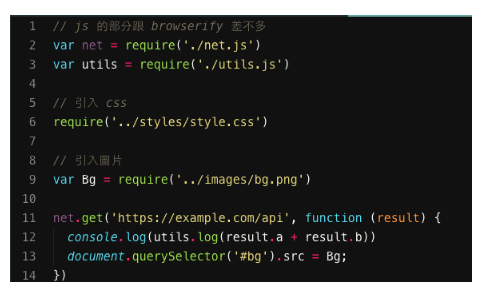 1 // js 的部分跟 browserify 差不多
2 var net = require('./net.js')
3 var utils = require('./utils.js')
4
5 // 引入 css
6 require('../styles/style.css')
7
8 // 引入圖片
9 var Bg = require('../images/bg.png')
10
11 net.get('https://example.com/api', function (result) {
12   console.log(utils.log(result.a + result.b))
13   document.querySelector('#bg').src = Bg;
14 })